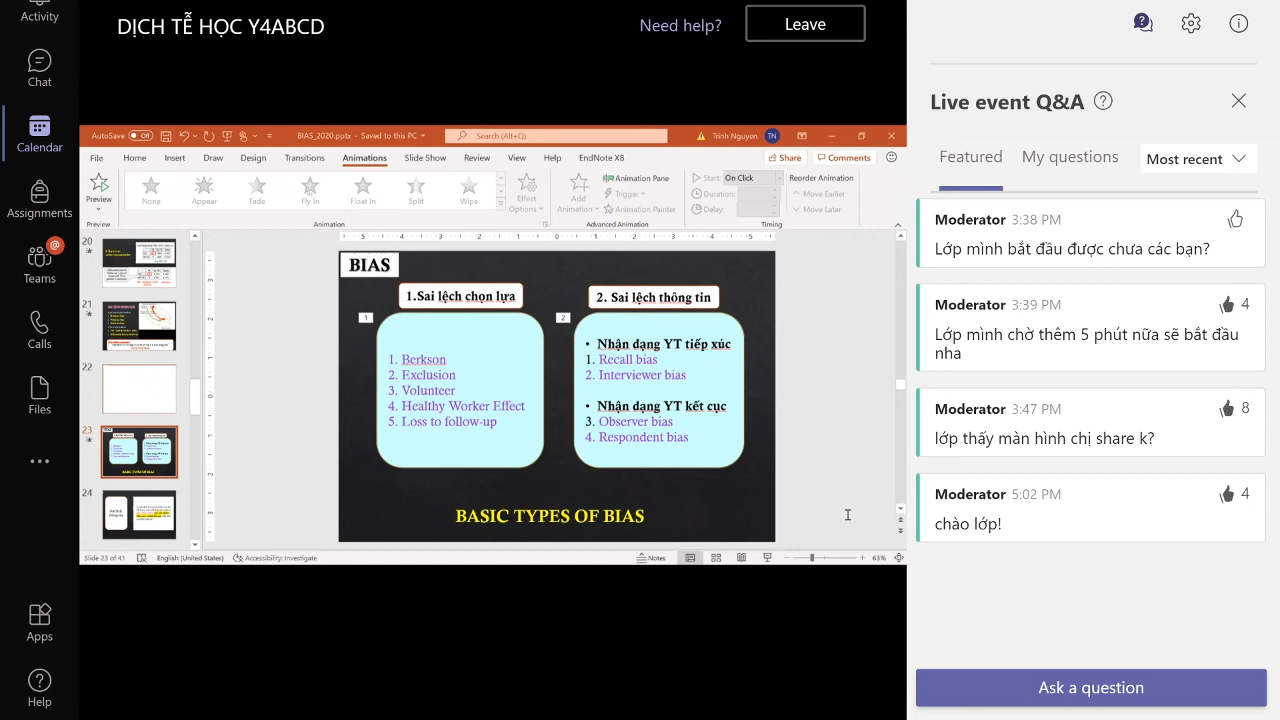 Activity
Chat
Calendar
Assignments
Teams
@
Calls
Files
Apps
Help
DỊCH TỄ HỌC Y4ABCD
Need help?
Leave
AutoSave Off
BIAS_2020.pptx - Saved to this PC
Search (Alt+Q)
Trinh Nguyen
TN
File Home Insert Draw Design Transitions Animations Slide Show Review View Help EndNote X8
Share
Comments
Preview
None Appear Fade Fly In Float In Split Wipe
Effect Options
Add Animation
Animation Pane
Trigger
Animation Painter
Start: On Click
Duration:
Delay:
Reorder Animation
Move Earlier
Move Later
Preview
Animation
Advanced Animation
Timing
20
21
22
23
24
BIAS
1.Sai lệch chọn lựa
1
1. Berkson
2. Exclusion
3. Volunteer
4. Healthy Worker Effect
5. Loss to follow-up
2. Sai lệch thông tin
2
• Nhận dạng YT tiếp xúc
1. Recall bias
2. Interviewer bias
• Nhận dạng YT kết cục
3. Observer bias
4. Respondent bias
BASIC TYPES OF BIAS
Slide 23 of 41
English (United States)
Accessibility: Investigate
Notes
63%
Live event Q&A
Featured
My questions
Most recent
Moderator 3:38 PM
Lớp mình bắt đầu được chưa các bạn?
Moderator 3:39 PM
4
Lớp mình chờ thêm 5 phút nữa sẽ bắt đầu
nha
Moderator 3:47 PM
8
lớp thấy màn hình chị share k?
Moderator 5:02 PM
4
chào lớp!
Ask a question